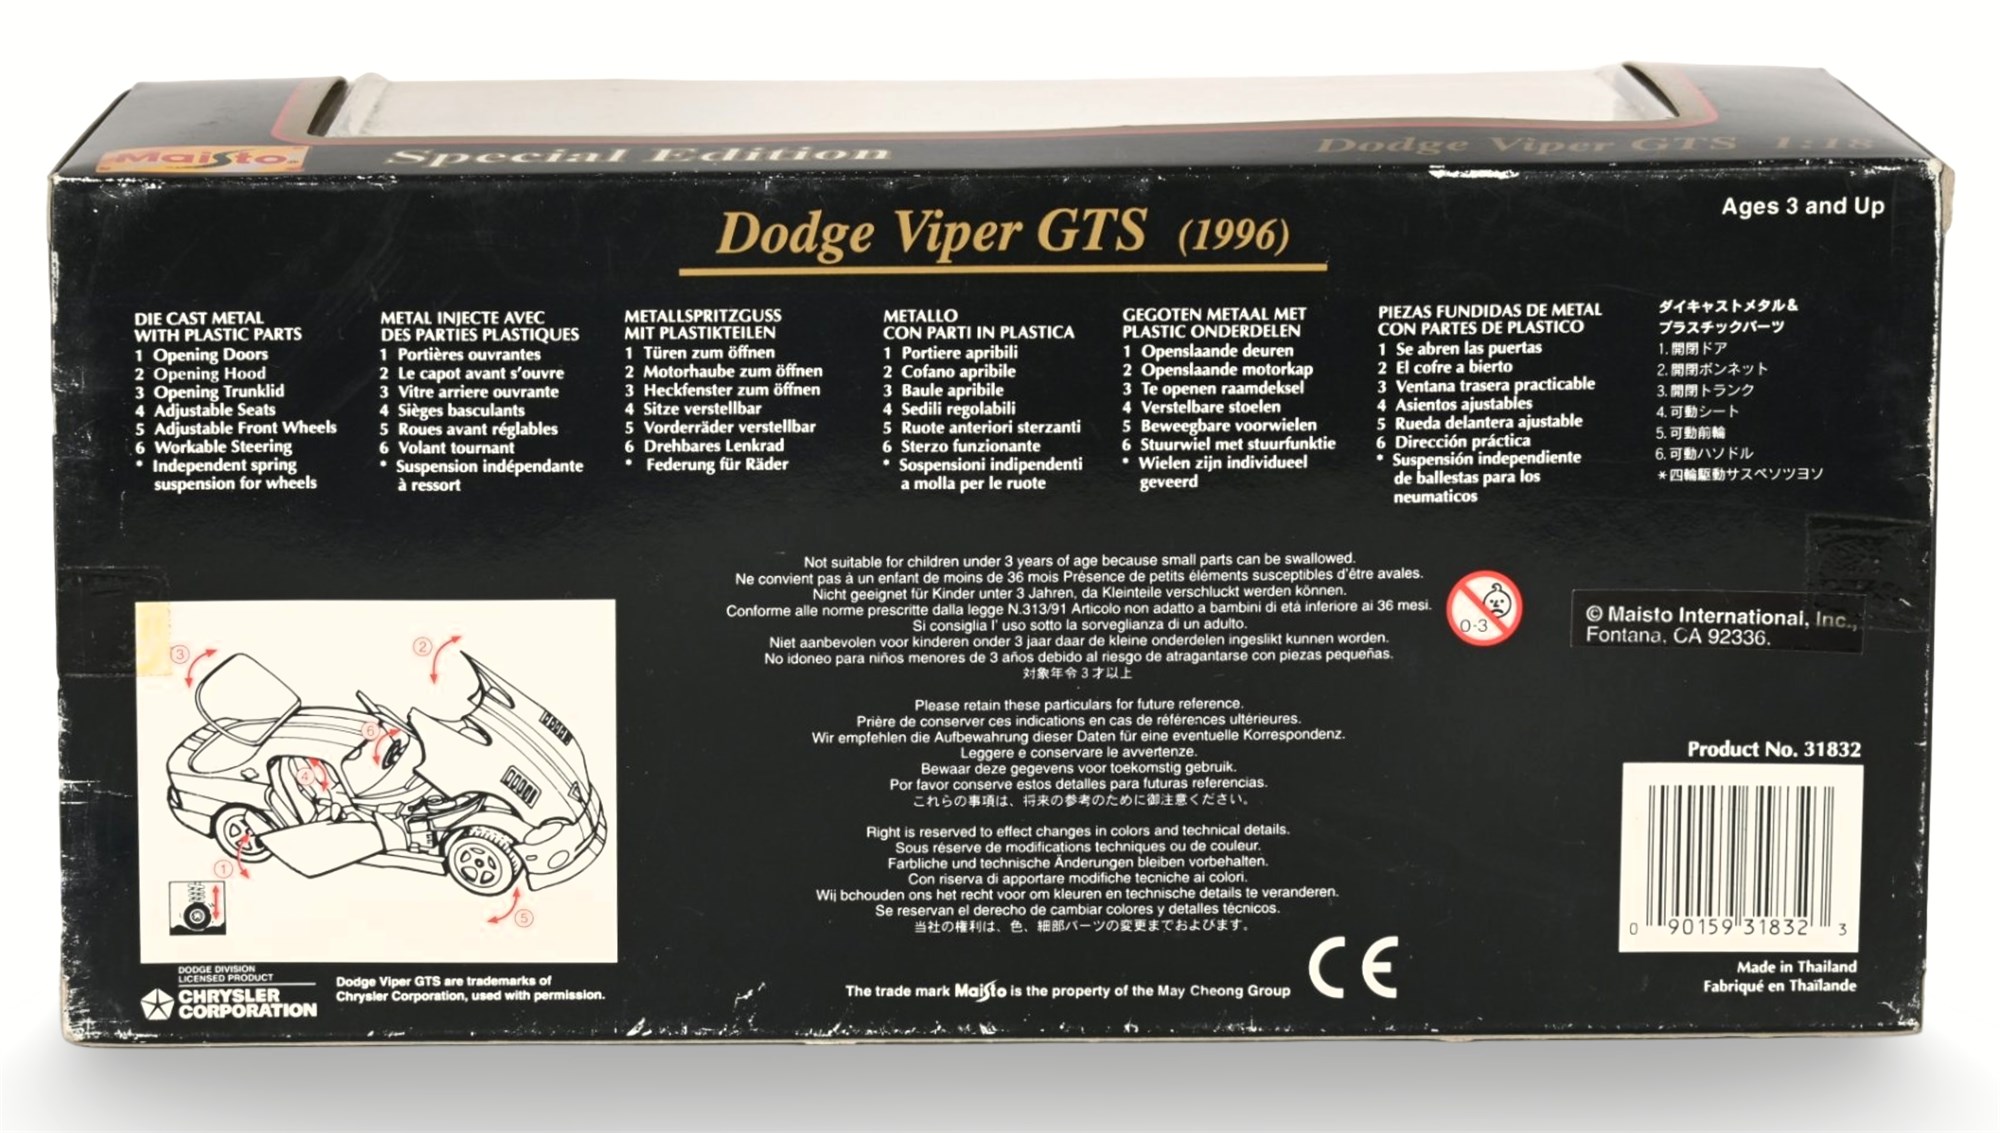 Maisto
Special Edition
Dodge Viper GTS 1:18
Ages 3 and Up
Dodge Viper GTS (1996)
DIE CAST METAL
WITH PLASTIC PARTS
1 Opening Doors
2 Opening Hood
3 Opening Trunklid
4 Adjustable Seats
5 Adjustable Front Wheels
6 Workable Steering
* Independent spring
suspension for wheels
METAL INJECTE AVEC
DES PARTIES PLASTIQUES
1 Portières ouvrantes
2 Le capot avant s'ouvre
3 Vitre arriere ouvrante
4 Sièges basculants
5 Roues avant réglables
6 Volant tournant
* Suspension indépendante
à ressort
METALLSPRITZGUSS
MIT PLASTIKTEILEN
1 Türen zum öffnen
2 Motorhaube zum öffnen
3 Heckfenster zum öffnen
4 Sitze verstellbar
5 Vorderräder verstellbar
6 Drehbares Lenkrad
* Federung für Räder
METALLO
CON PARTI IN PLASTICA
1 Portiere apribili
2 Cofano apribile
3 Baule apribile
4 Sedili regolabili
5 Ruote anteriori sterzanti
6 Sterzo funzionante
* Sospensioni indipendenti
a molla per le ruote
GEGOTEN METAAL MET
PLASTIC ONDERDELEN
1 Openslaande deuren
2 Openslaande motorkap
3 Te openen raamdeksel
4 Verstelbare stoelen
5 Beweegbare voorwielen
6 Stuurwiel met stuurfunktie
* Wielen zijn individueel
geveerd
PIEZAS FUNDIDAS DE METAL
CON PARTES DE PLASTICO
1 Se abren las puertas
2 El cofre a bierto
3 Ventana trasera practicable
4 Asientos ajustables
5 Rueda delantera ajustable
6 Dirección práctica
* Suspensión independiente
de ballestas para los
neumaticos
ダイキャストメタル&
プラスチックパーツ
1.開閉ドア
2.開閉ボンネット
3.開閉トランク
4.可動シート
5.可動前輪
6.可動ハソドル
*四輪駆動サスペソツヨソ
Not suitable for children under 3 years of age because small parts can be swallowed.
Ne convient pas à un enfant de moins de 36 mois Présence de petits éléments susceptibles d'être avales.
Nicht geeignet für Kinder unter 3 Jahren, da Kleinteile verschluckt werden können.
Conforme alle norme prescritte dalla legge N.313/91 Articolo non adatto a bambini di etá inferiore ai 36 mesi.
Si consiglia l' uso sotto la sorveglianza di un adulto.
Niet aanbevolen voor kinderen onder 3 jaar daar de kleine onderdelen ingeslikt kunnen worden.
No idoneo para niños menores de 3 años debido al riesgo de atragantarse con piezas pequeñas.
対象年令3才以上
0-3
© Maisto International, Inc.,
Fontana, CA 92336.
Please retain these particulars for future reference.
Prière de conserver ces indications en cas de références ultérieures.
Wir empfehlen die Aufbewahrung dieser Daten für eine eventuelle Korrespondenz.
Leggere e conservare le avvertenze.
Bewaar deze gegevens voor toekomstig gebruik.
Por favor conserve estos detalles para futuras referencias.
これらの事項は、将来の参考のために御注意ください。
Right is reserved to effect changes in colors and technical details.
Sous réserve de modifications techniques ou de couleur.
Farbliche und technische Änderungen bleiben vorbehalten.
Con riserva di apportare modifiche tecniche ai colori.
Wij bchouden ons het recht voor om kleuren en technische details te veranderen.
Se reservan el derecho de cambiar colores y detalles técnicos.
当社の権利は、色、細部パーツの変更までおよびます。
The trade mark Maisto is the property of the May Cheong Group
CE
3
2
6
4
DODGE
1
5
DODGE DIVISION
LICENSED PRODUCT
CHRYSLER
CORPORATION
Dodge Viper GTS are trademarks of
Chrysler Corporation, used with permission.
Product No. 31832
0 90159 31832 3
Made in Thailand
Fabriqué en Thaïlande